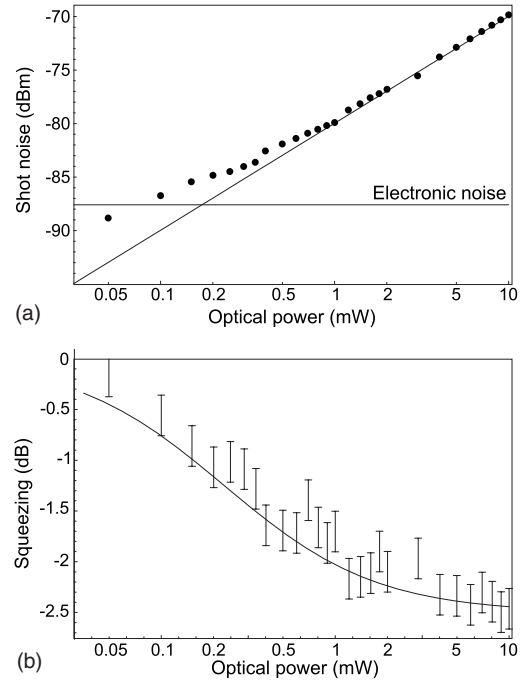 -70
-75
-80
-85
-90
Shot noise (dBm)
Electronic noise
0.05 0.1 0.2 0.5 1 2 5 10
(a)
Optical power (mW)
0
-0.5
-1
-1.5
-2
-2.5
Squeezing (dB)
0.05 0.1 0.2 0.5 1 2 5 10
(b)
Optical power (mW)